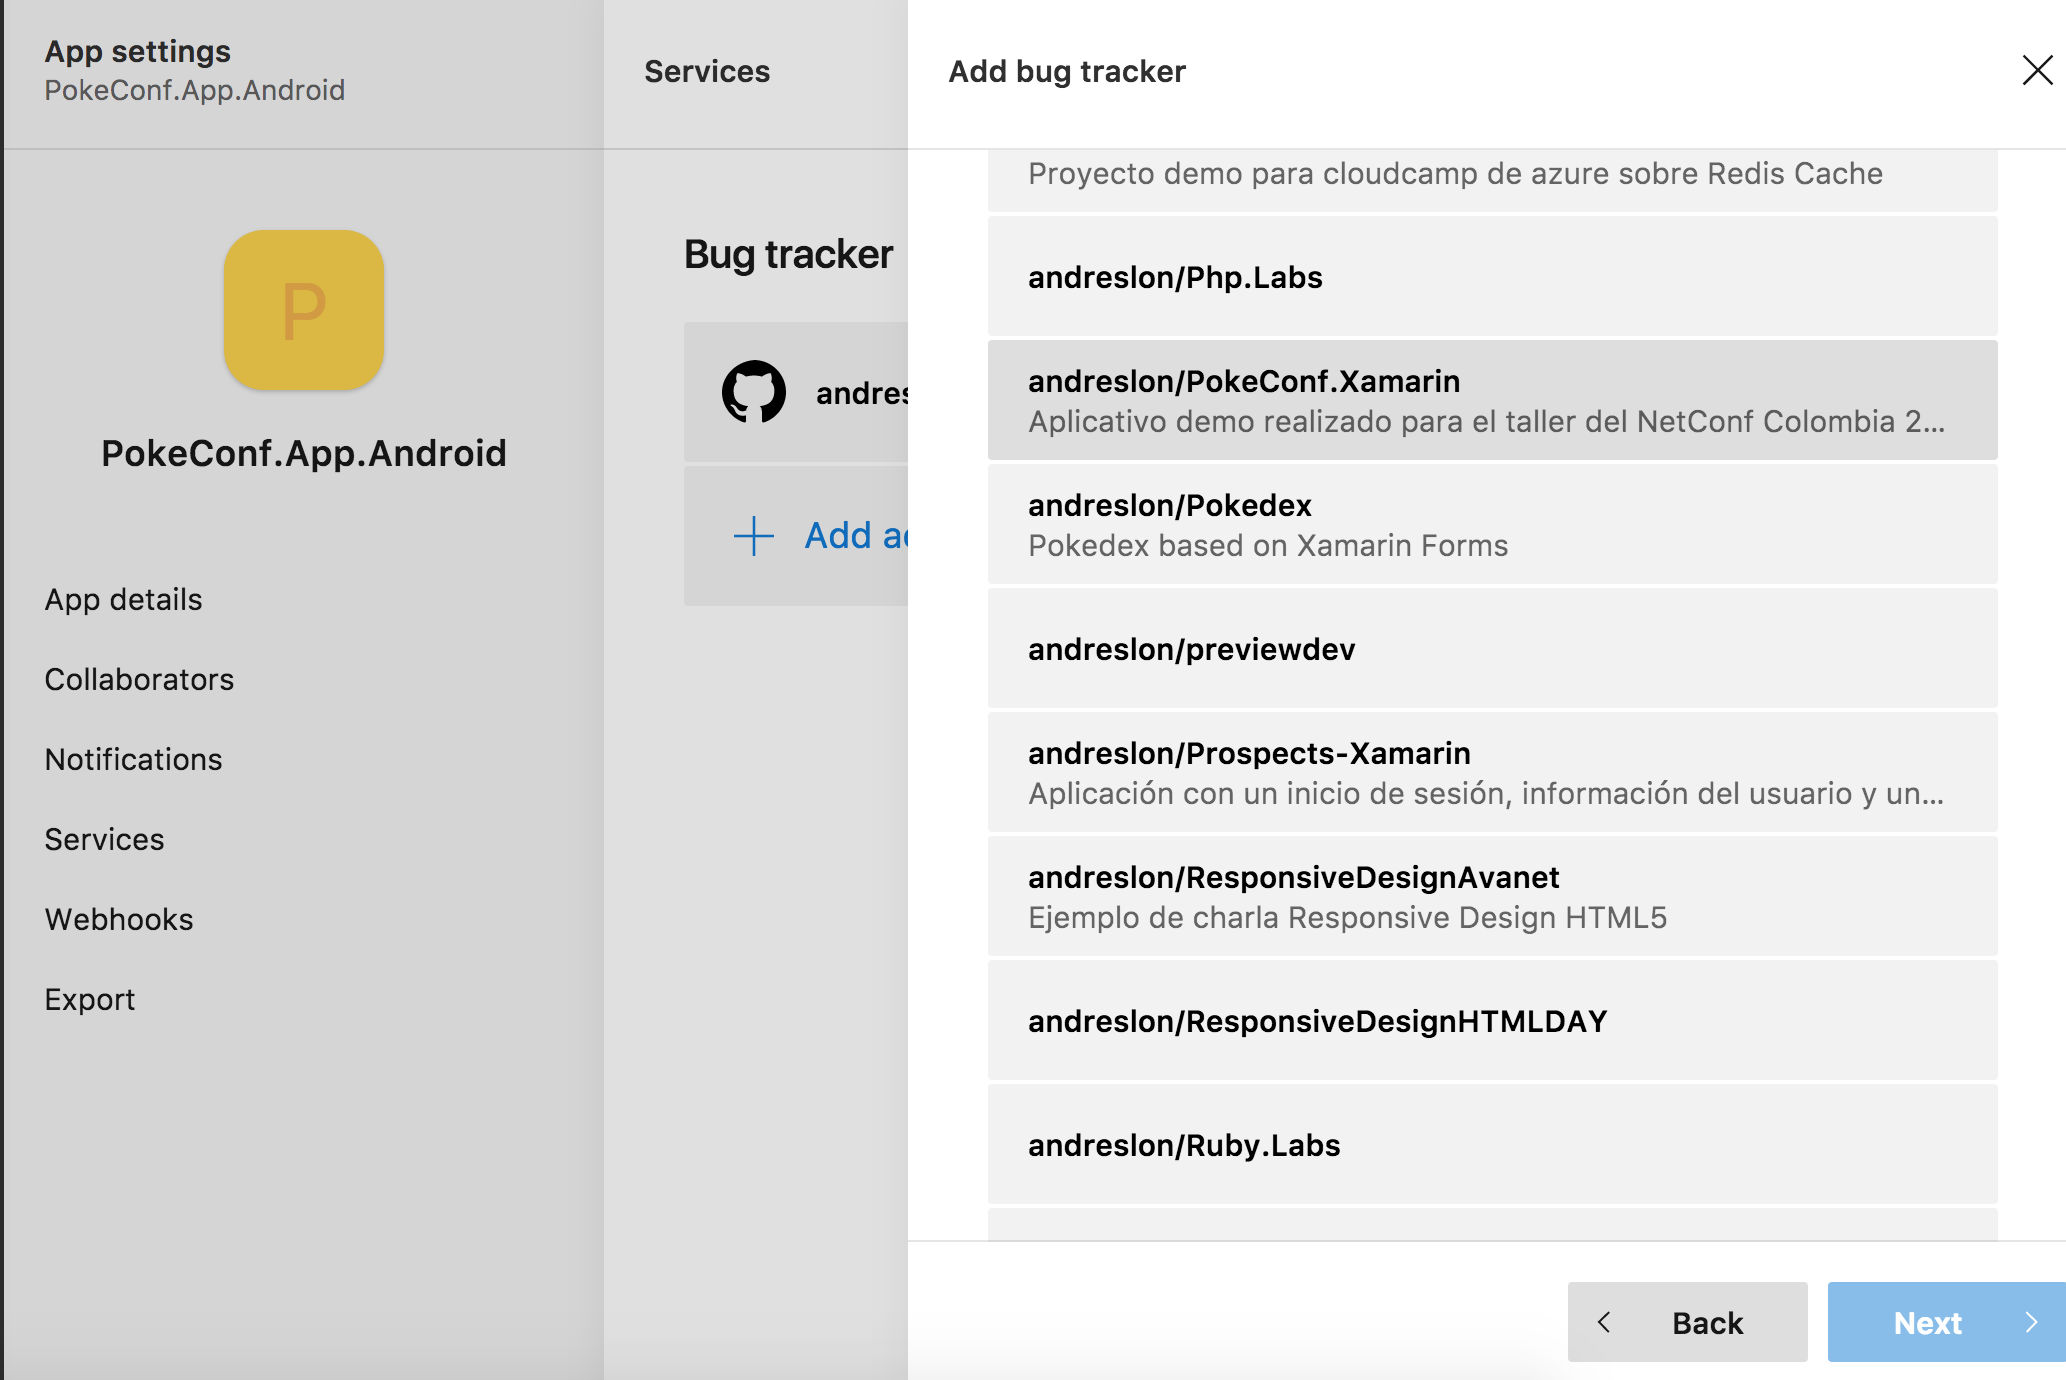 App settings
PokeConf.App.Android
P
PokeConf.App.Android
App details
Collaborators
Notifications
Services
Webhooks
Export
Services
Bug tracker
andres
Add
Add bug tracker
Proyecto demo para cloudcamp de azure sobre Redis Cache
andreslon/Php.Labs
andreslon/PokeConf.Xamarin
Aplicativo demo realizado para el taller del NetConf Colombia 2...
andreslon/Pokedex
Pokedex based on Xamarin Forms
andreslon/previewdev
andreslon/Prospects-Xamarin
Aplicación con un inicio de sesión, información del usuario y un...
andreslon/ResponsiveDesignAvanet
Ejemplo de charla Responsive Design HTML5
andreslon/ResponsiveDesignHTMLDAY
andreslon/Ruby.Labs
Back
Next